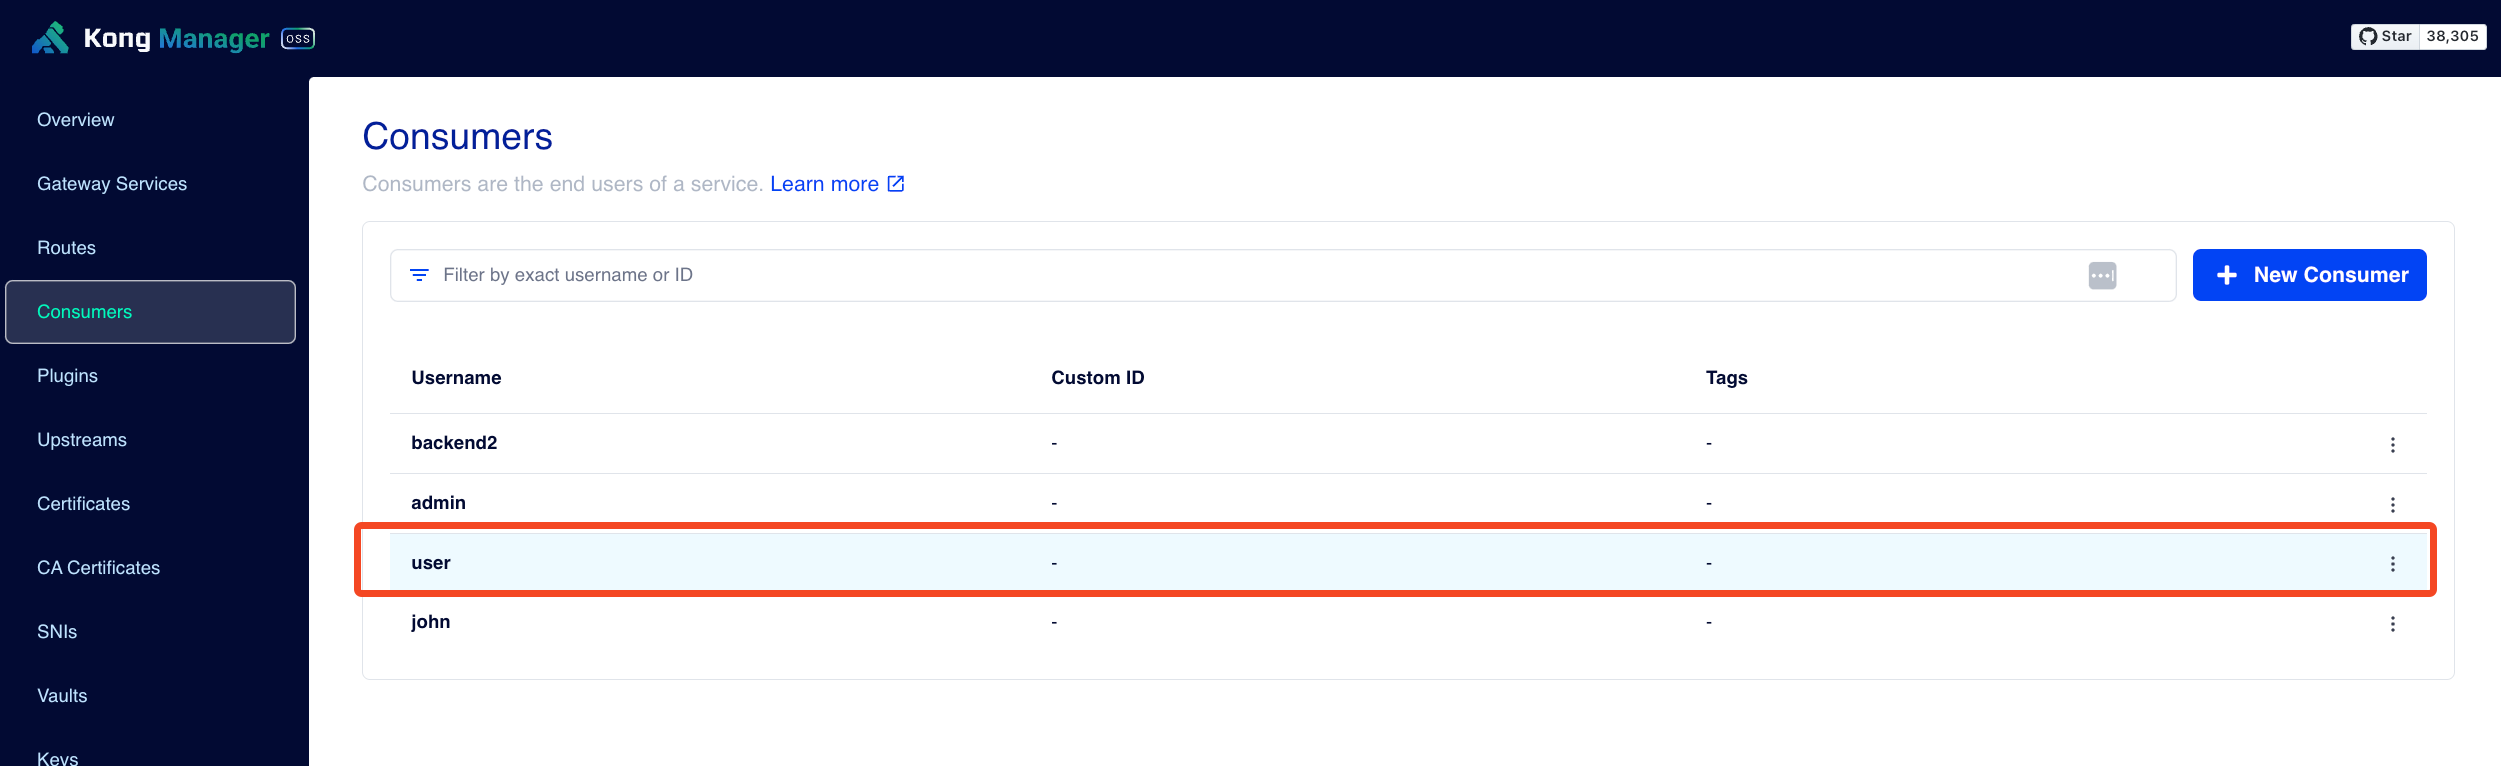 Kong Manager OSS
Star 38,305
Overview
Gateway Services
Routes
Consumers
Plugins
Upstreams
Certificates
CA Certificates
SNIs
Vaults
Keys
Consumers
Consumers are the end users of a service. Learn more
Filter by exact username or ID
New Consumer
Username Custom ID Tags
backend2 - -
admin - -
user - -
john - -